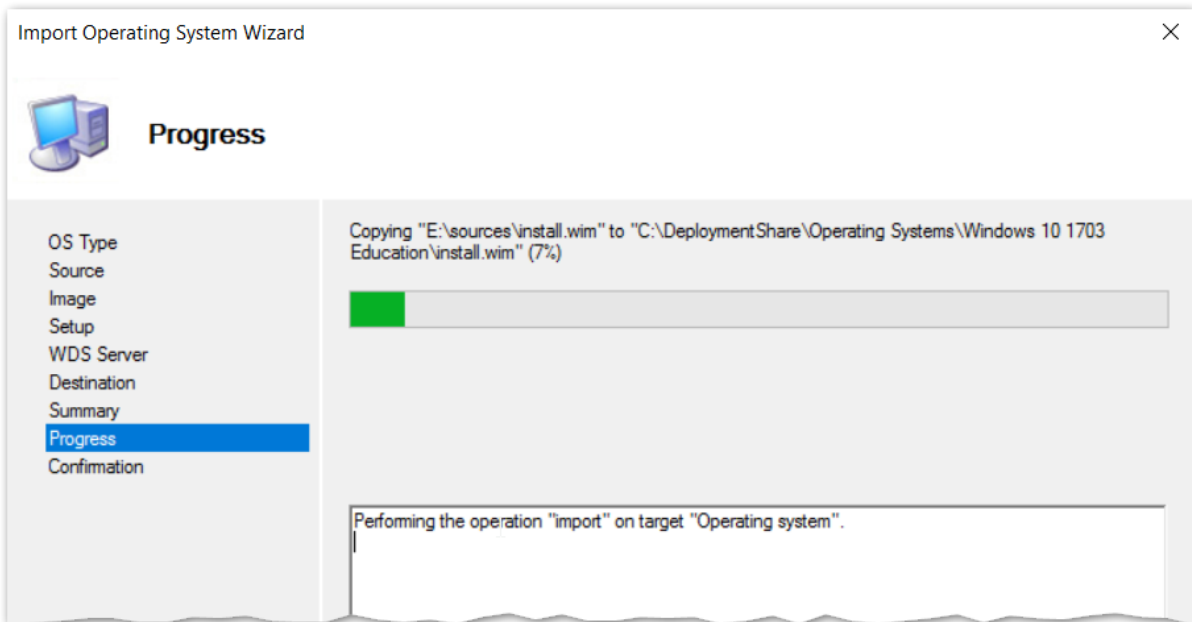 Import Operating System Wizard
Progress
OS Type
Source
Image
Setup
WDS Server
Destination
Summary
Progress
Confirmation
Copying "E:\sources\install.wim" to "C:\DeploymentShare\Operating Systems\Windows 10 1703
Education\install.wim" (7%)
Performing the operation "import" on target "Operating system".